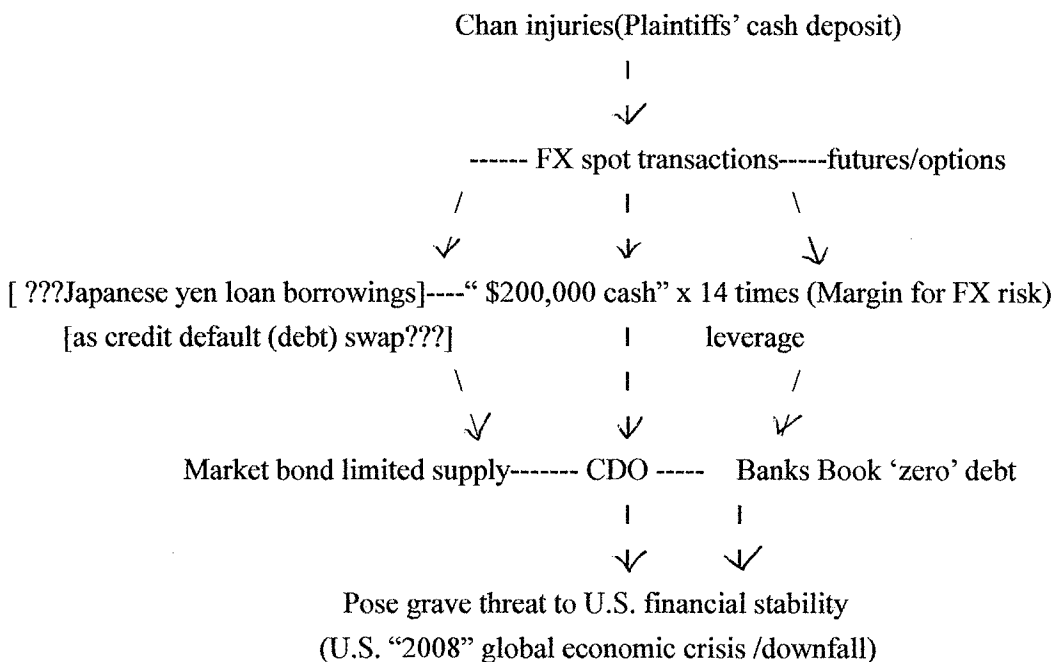 Chan injuries(Plaintiffs' cash deposit)
------ FX spot transactions-----futures/options
[ ???Japanese yen loan borrowings]----“ $200,000 cash” x 14 times (Margin for FX risk)
[as credit default (debt) swap???] leverage
Market bond limited supply------- CDO ----- Banks Book ‘zero’ debt
Pose grave threat to U.S. financial stability
(U.S. “2008” global economic crisis /downfall)